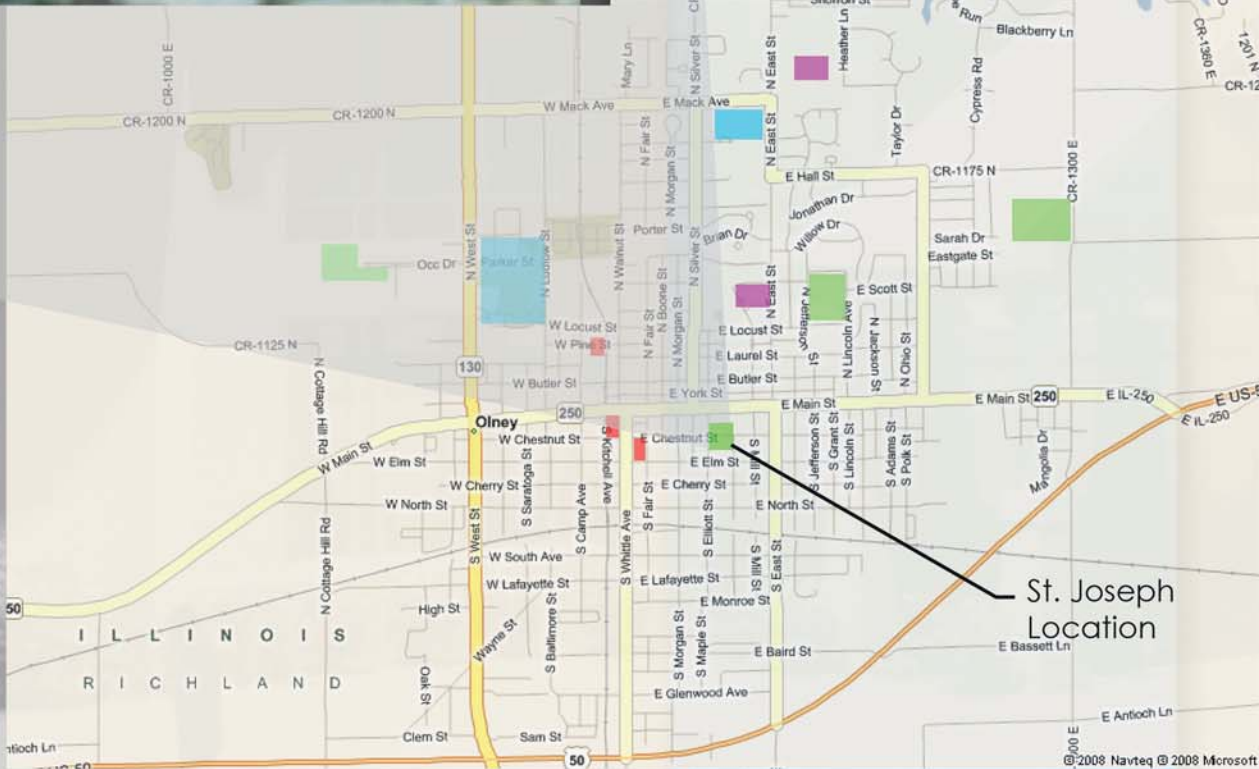 CR-1000 E
Mary Ln
N Silver St
N East St
Heather Ln
Blackberry Ln
Cypress Rd
CR-1360 E
1201 N
W Mack Ave
E Mack Ave
CR-1200 N
CR-1200 N
N Fair St
N Morgan St
N East St
Taylor Dr
CR-1300 E
E Hall St
CR-1175 N
Jonathan Dr
Porter St
Brian Dr
Willow Dr
Sarah Dr
Eastgate St
N West St
Occ Dr
Parker St
N Ludlow St
N Walnut St
N Silver St
N Boone St
N East St
E Scott St
N Jefferson St
N Lincoln Ave
N Jackson St
N Ohio St
W Locust St
E Locust St
W Pine St
N Fair St
N Morgan St
CR-1125 N
E Laurel St
N Cottage Hill Rd
130
W Butler St
E Butler St
E York St
250
E Main St
E Main St
250
E IL-250
E IL-250
Olney
W Main St
W Chestnut St
E Chestnut St
W Elm St
E Elm St
S Kitchell Ave
S Mill St
S Jefferson St
S Grant St
S Lincoln St
S Adams St
S Polk St
Magnolia Dr
W Cherry St
E Cherry St
W North St
E North St
S Saratoga St
S Camp Ave
S Fair St
S Elliott St
N Cottage Hill Rd
S West St
W South Ave
S Whittle Ave
S Mill St
S East St
W Lafayette St
E Lafayette St
St. Joseph
Location
50
High St
E Monroe St
ILLINOIS
Wayne St
S Baltimore St
S Morgan St
S Maple St
E Baird St
E Bassett Ln
RICHLAND
Oak St
E Glenwood Ave
E Antioch Ln
Clem St
Sam St
50
© 2008 Navteq © 2008 Microsoft